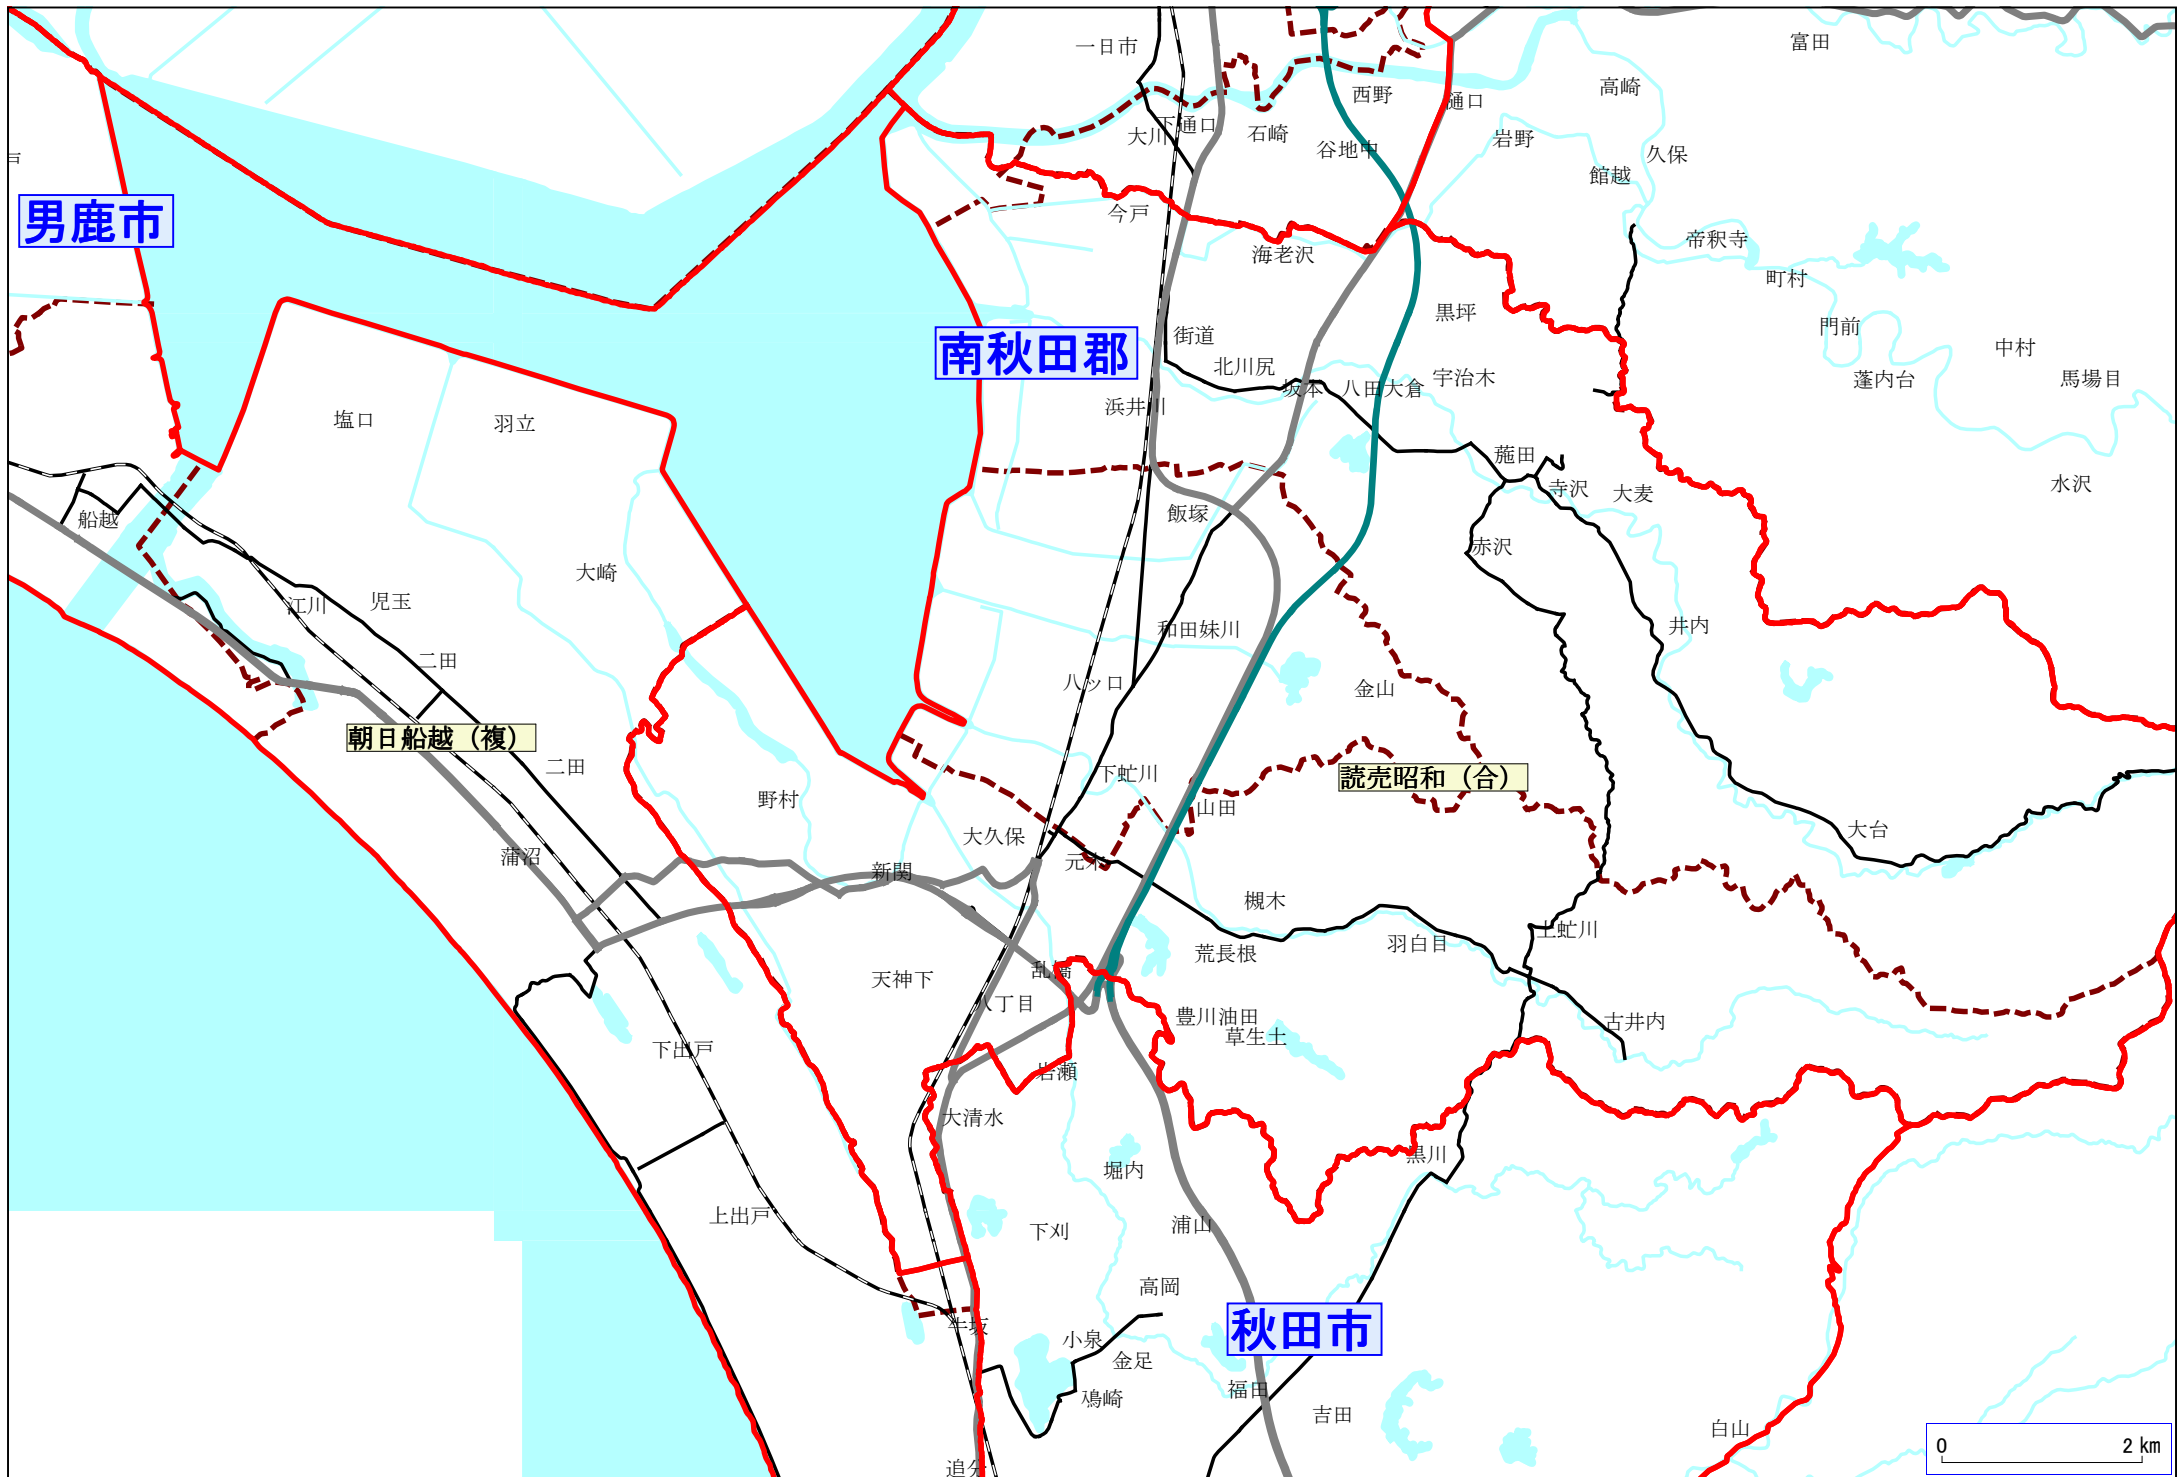 一日市
富田
高崎
西野
樋口
大川
下樋口
石崎
谷地中
岩野
久保
館越
戸
男鹿市
今戸
海老沢
帝釈寺
町村
黒坪
門前
街道
南秋田郡
北川尻
坂本
八田大倉
宇治木
中村
蓬内台
馬場目
浜井川
塩口
羽立
蓏田
寺沢
大麦
水沢
船越
飯塚
赤沢
大崎
江川
児玉
和田妹川
井内
二田
八ッ口
金山
朝日船越（複）
二田
下虻川
読売昭和（合）
野村
山田
大久保
大台
蒲沼
新関
元木
槻木
上虻川
羽白目
荒長根
乱橋
天神下
八丁目
豊川油田
草生土
古井内
下出戸
岩瀬
大清水
黒川
堀内
上出戸
下刈
浦山
高岡
秋田市
牛坂
小泉
金足
鳰崎
福田
吉田
白山
追分
0
2km